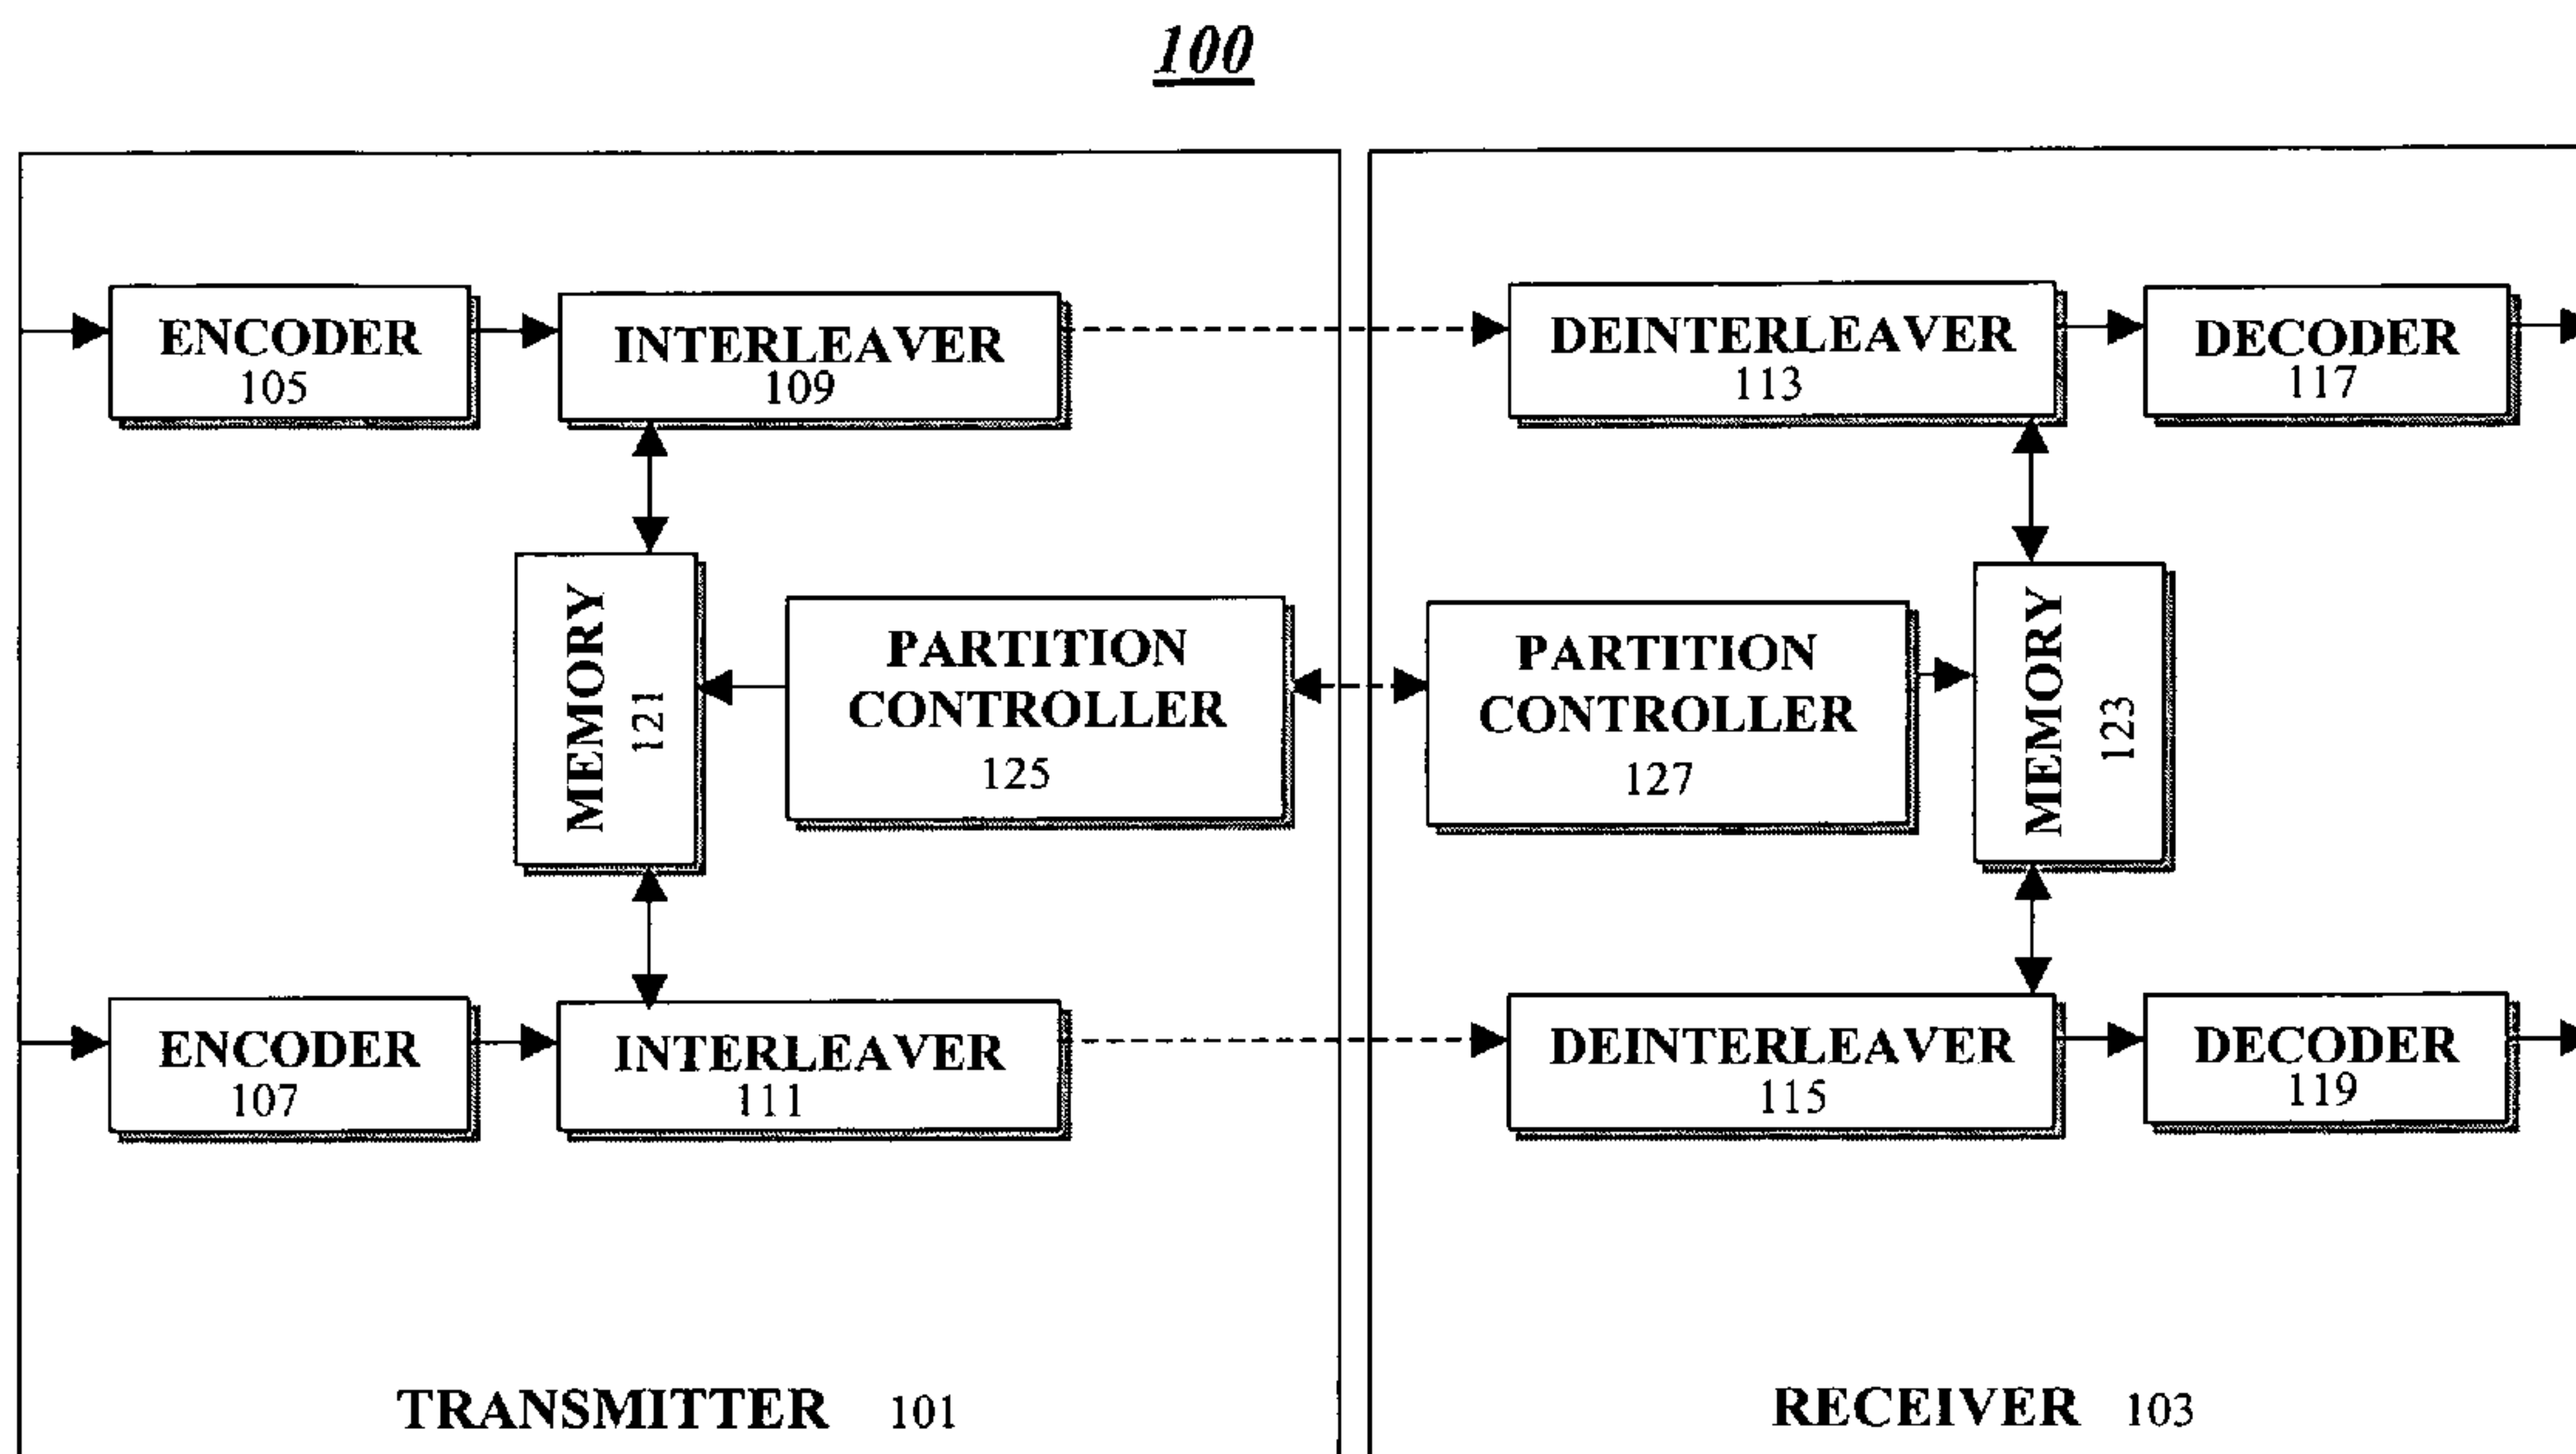 100
ENCODER
105
INTERLEAVER
109
DEINTERLEAVER
113
DECODER
117
MEMORY
121
PARTITION
CONTROLLER
125
PARTITION
CONTROLLER
127
MEMORY
123
ENCODER
107
INTERLEAVER
111
DEINTERLEAVER
115
DECODER
119
TRANSMITTER 101
RECEIVER 103